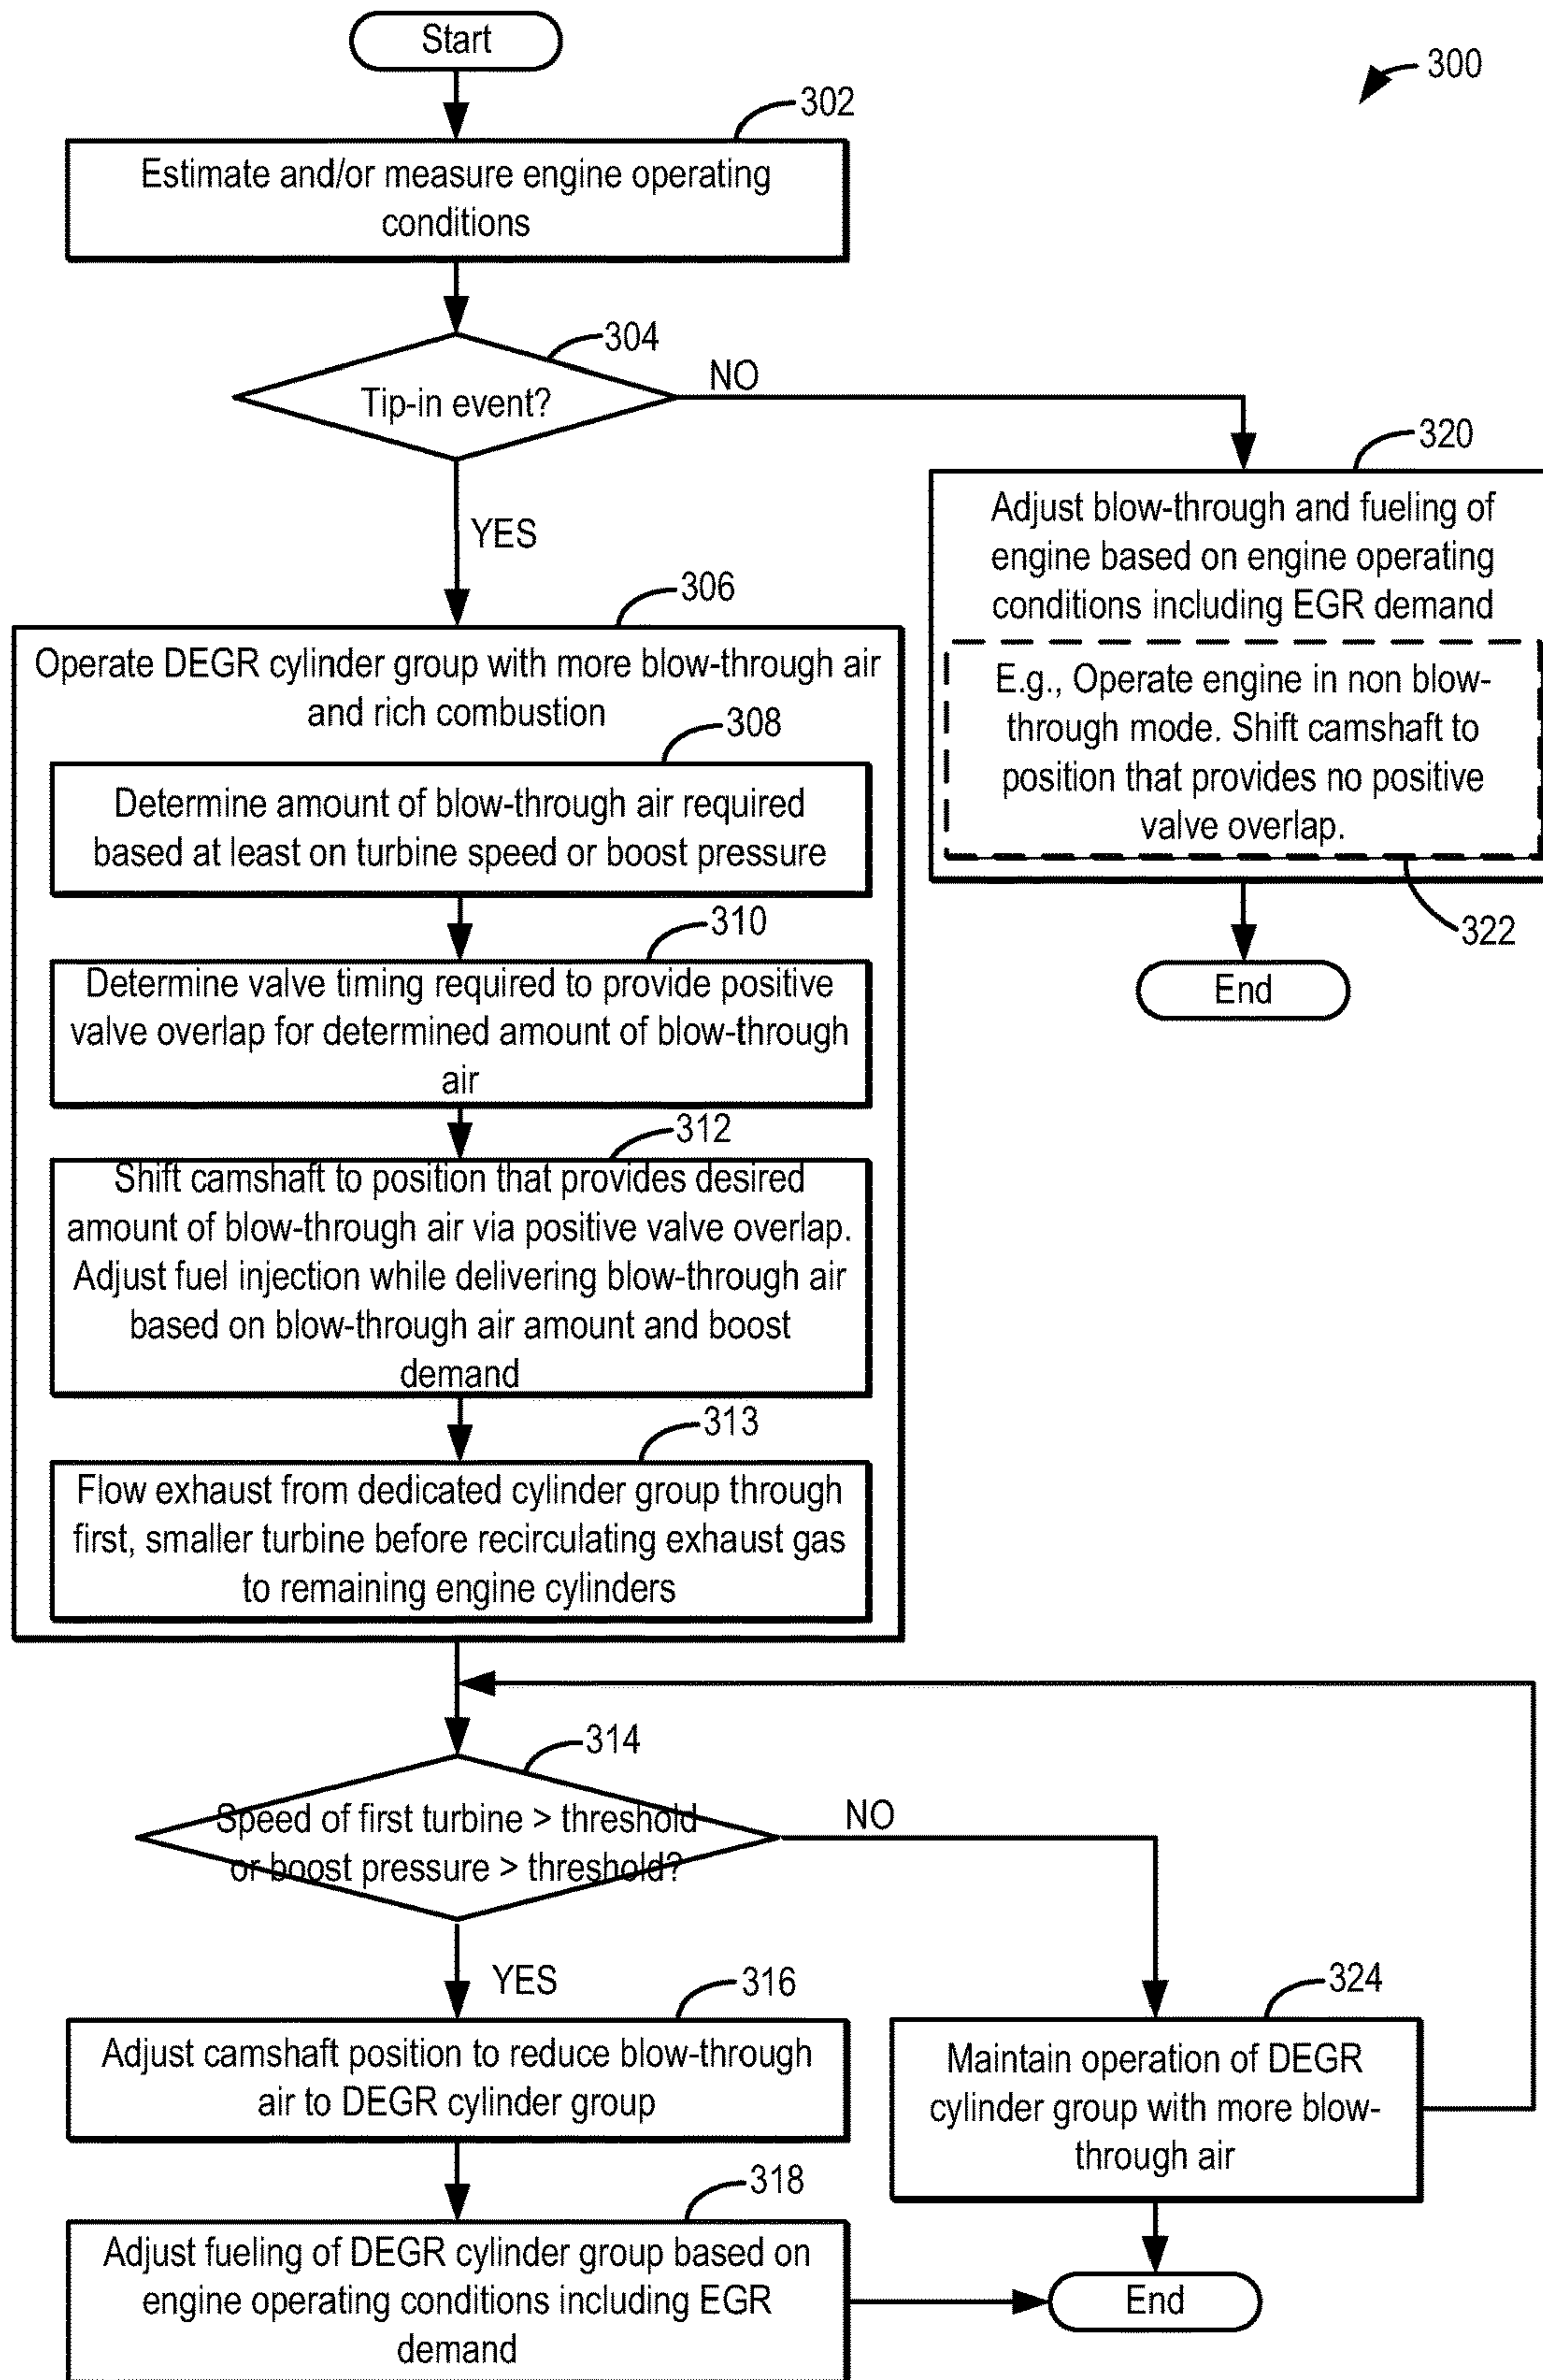 Start
300
302
Estimate and/or measure engine operating
conditions
304
Tip-in event?
NO
YES
320
Adjust blow-through and fueling of
engine based on engine operating
conditions including EGR demand
E.g., Operate engine in non blow-
through mode. Shift camshaft to
position that provides no positive
valve overlap.
322
End
306
Operate DEGR cylinder group with more blow-through air
and rich combustion
308
Determine amount of blow-through air required
based at least on turbine speed or boost pressure
310
Determine valve timing required to provide positive
valve overlap for determined amount of blow-through
air
312
Shift camshaft to position that provides desired
amount of blow-through air via positive valve overlap.
Adjust fuel injection while delivering blow-through air
based on blow-through air amount and boost
demand
313
Flow exhaust from dedicated cylinder group through
first, smaller turbine before recirculating exhaust gas
to remaining engine cylinders
314
Speed of first turbine > threshold
or boost pressure > threshold?
NO
YES
316
Adjust camshaft position to reduce blow-through
air to DEGR cylinder group
324
Maintain operation of DEGR
cylinder group with more blow-
through air
318
Adjust fueling of DEGR cylinder group based on
engine operating conditions including EGR
demand
End